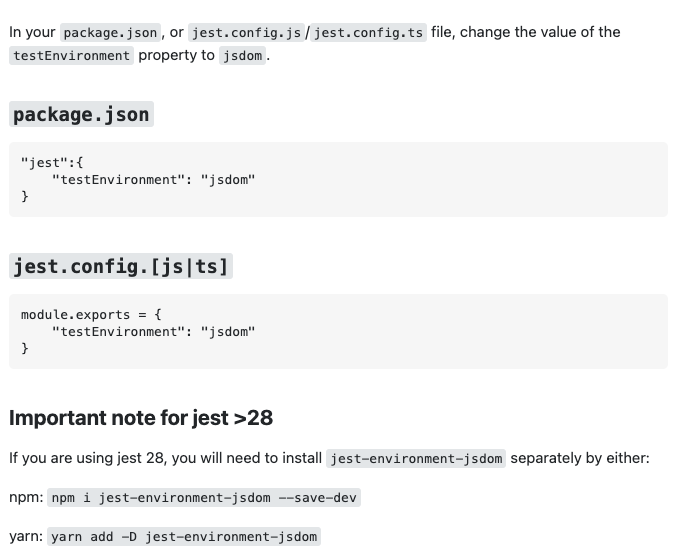 In your package.json, or jest.config.js/jest.config.ts file, change the value of the
testEnvironment property to jsdom.
package.json
"jest":{
    "testEnvironment": "jsdom"
}
jest.config.[js|ts]
module.exports = {
    "testEnvironment": "jsdom"
}
Important note for jest >28
If you are using jest 28, you will need to install jest-environment-jsdom separately by either:
npm: npm i jest-environment-jsdom --save-dev
yarn: yarn add -D jest-environment-jsdom